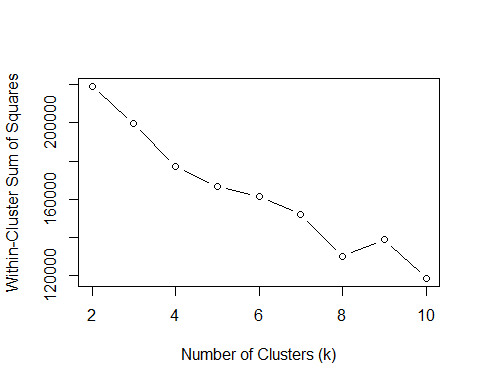 Within-Cluster Sum of Squares
200000
160000
120000
2 4 6 8 10
Number of Clusters (k)